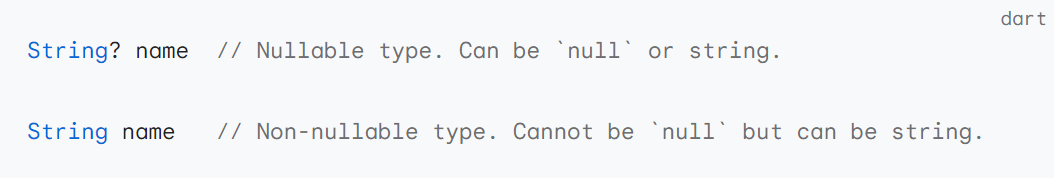 dart
String? name  // Nullable type. Can be `null` or string.
String name   // Non-nullable type. Cannot be `null` but can be string.